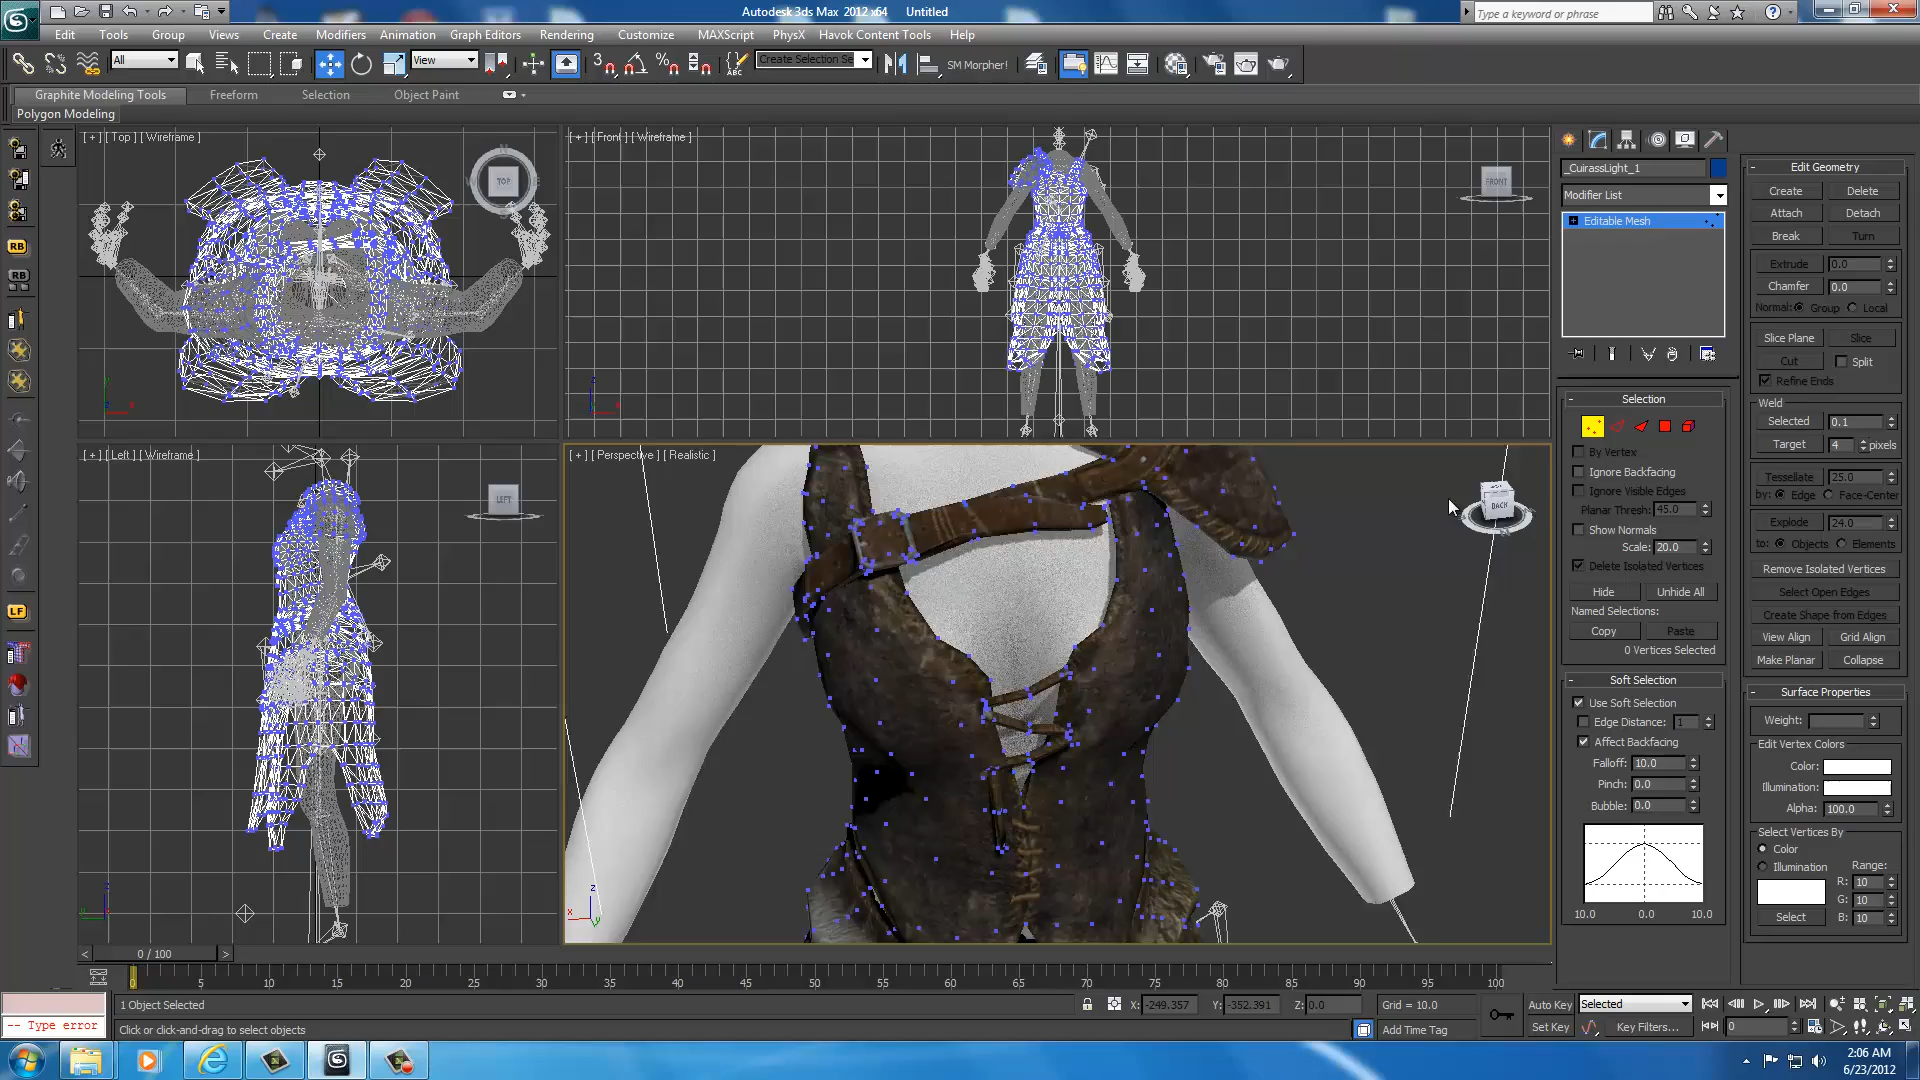 Autodesk 3ds Max 2012 x64 Untitled
Type a keyword or phrase
Edit Tools Group Views Create Modifiers Animation Graph Editors Rendering Customize MAXScript PhysX Havok Content Tools Help
All View 3 Create Selection Se SM Morpher!
Graphite Modeling Tools Freeform Selection Object Paint
Polygon Modeling
[ + ] [ Top ] [ Wireframe ]
TOP
[ + ] [ Front ] [ Wireframe ]
FRONT
[ + ] [ Left ] [ Wireframe ]
LEFT
[ + ] [ Perspective ] [ Realistic ]
BACK
RB
RB
LF
_CuirassLight_1
Modifier List
Editable Mesh
Selection
By Vertex
Ignore Backfacing
Ignore Visible Edges
Planar Thresh: 45.0
Show Normals
Scale: 20.0
Delete Isolated Vertices
Hide Unhide All
Named Selections:
Copy Paste
0 Vertices Selected
Soft Selection
Use Soft Selection
Edge Distance: 1
Affect Backfacing
Falloff: 10.0
Pinch: 0.0
Bubble: 0.0
10.0 0.0 10.0
Edit Geometry
Create Delete
Attach Detach
Break Turn
Extrude 0.0
Chamfer 0.0
Normal: Group Local
Slice Plane Slice
Cut Split
Refine Ends
Weld
Selected 0.1
Target 4 pixels
Tessellate 25.0
by: Edge Face-Center
Explode 24.0
to: Objects Elements
Remove Isolated Vertices
Select Open Edges
Create Shape from Edges
View Align Grid Align
Make Planar Collapse
Surface Properties
Weight:
Edit Vertex Colors
Color:
Illumination:
Alpha: 100.0
Select Vertices By
Color
Illumination Range:
R: 10
G: 10
Select B: 10
< 0 / 100 >
0 5 10 15 20 25 30 35 40 45 50 55 60 65 70 75 80 85 90 95 100
1 Object Selected X: -249.357 Y: -352.391 Z: 0.0 Grid = 10.0 Auto Key Selected
-- Type error Click or click-and-drag to select objects Add Time Tag Set Key Key Filters... 0
2:06 AM
6/23/2012